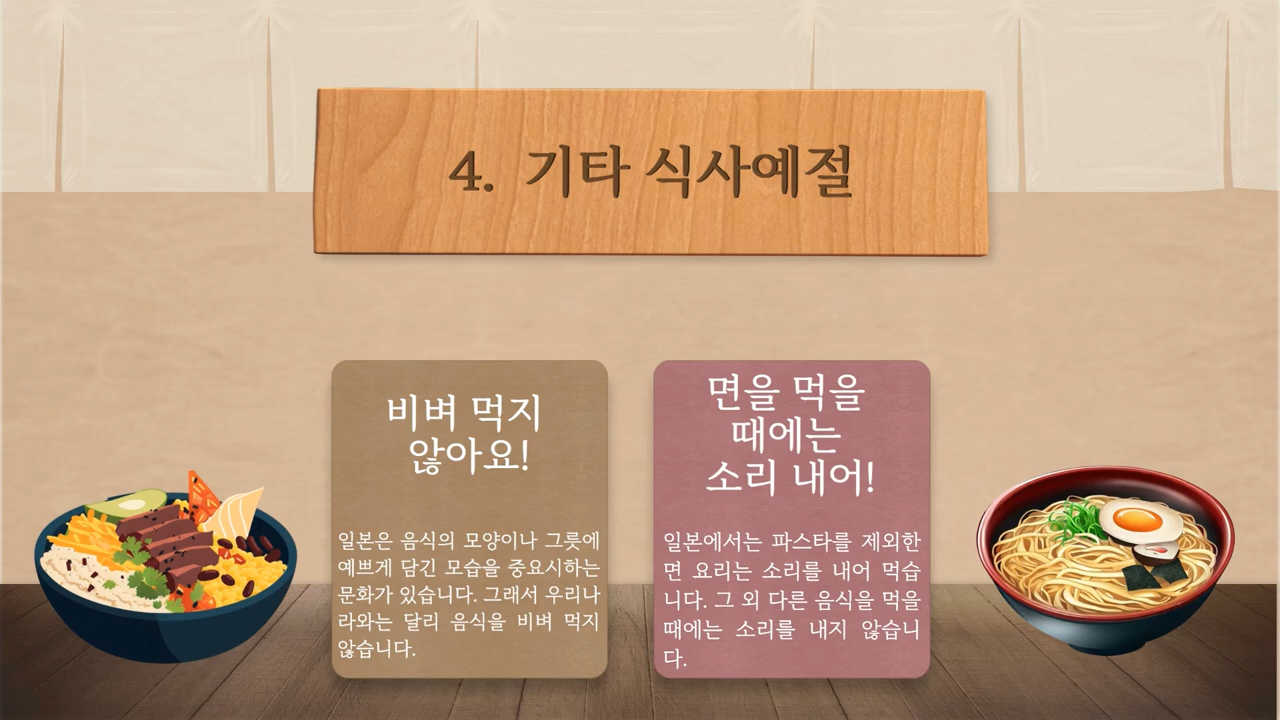 4. 기타 식사예절
비벼 먹지
않아요!
일본은 음식의 모양이나 그릇에
예쁘게 담긴 모습을 중요시하는
문화가 있습니다. 그래서 우리나
라와는 달리 음식을 비벼 먹지
않습니다.
면을 먹을
때에는
소리 내어!
일본에서는 파스타를 제외한
면 요리는 소리를 내어 먹습
니다. 그 외 다른 음식을 먹을
때에는 소리를 내지 않습니
다.